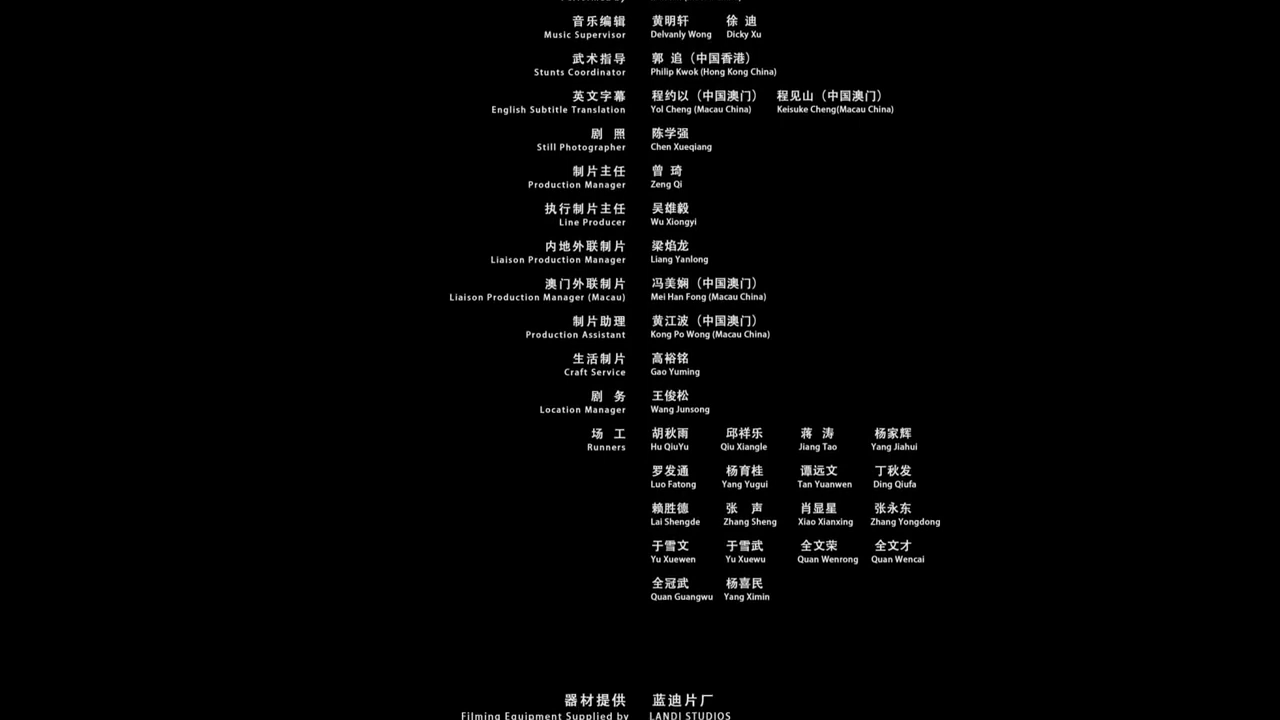 音乐编辑 黄明轩 徐 迪
Music Supervisor Delvanly Wong Dicky Xu
武术指导 郭 追（中国香港）
Stunts Coordinator Philip Kwok (Hong Kong China)
英文字幕 程约以（中国澳门） 程见山（中国澳门）
English Subtitle Translation Yol Cheng (Macau China) Keisuke Cheng(Macau China)
剧 照 陈学强
Still Photographer Chen Xueqiang
制片主任 曾 琦
Production Manager Zeng Qi
执行制片主任 吴雄毅
Line Producer Wu Xiongyi
内地外联制片 梁焰龙
Liaison Production Manager Liang Yanlong
澳门外联制片 冯美娴（中国澳门）
Liaison Production Manager (Macau) Mei Han Fong (Macau China)
制片助理 黄江波（中国澳门）
Production Assistant Kong Po Wong (Macau China)
生活制片 高裕铭
Craft Service Gao Yuming
剧 务 王俊松
Location Manager Wang Junsong
场 工 胡秋雨 邱祥乐 蒋 涛 杨家辉
Runners Hu QiuYu Qiu Xiangle Jiang Tao Yang Jiahui
罗发通 杨育桂 谭远文 丁秋发
Luo Fatong Yang Yugui Tan Yuanwen Ding Qiufa
赖胜德 张 声 肖显星 张永东
Lai Shengde Zhang Sheng Xiao Xianxing Zhang Yongdong
于雪文 于雪武 全文荣 全文才
Yu Xuewen Yu Xuewu Quan Wenrong Quan Wencai
全冠武 杨喜民
Quan Guangwu Yang Ximin
器材提供 蓝迪片厂
Filming Equipment Supplied by LANDI STUDIOS